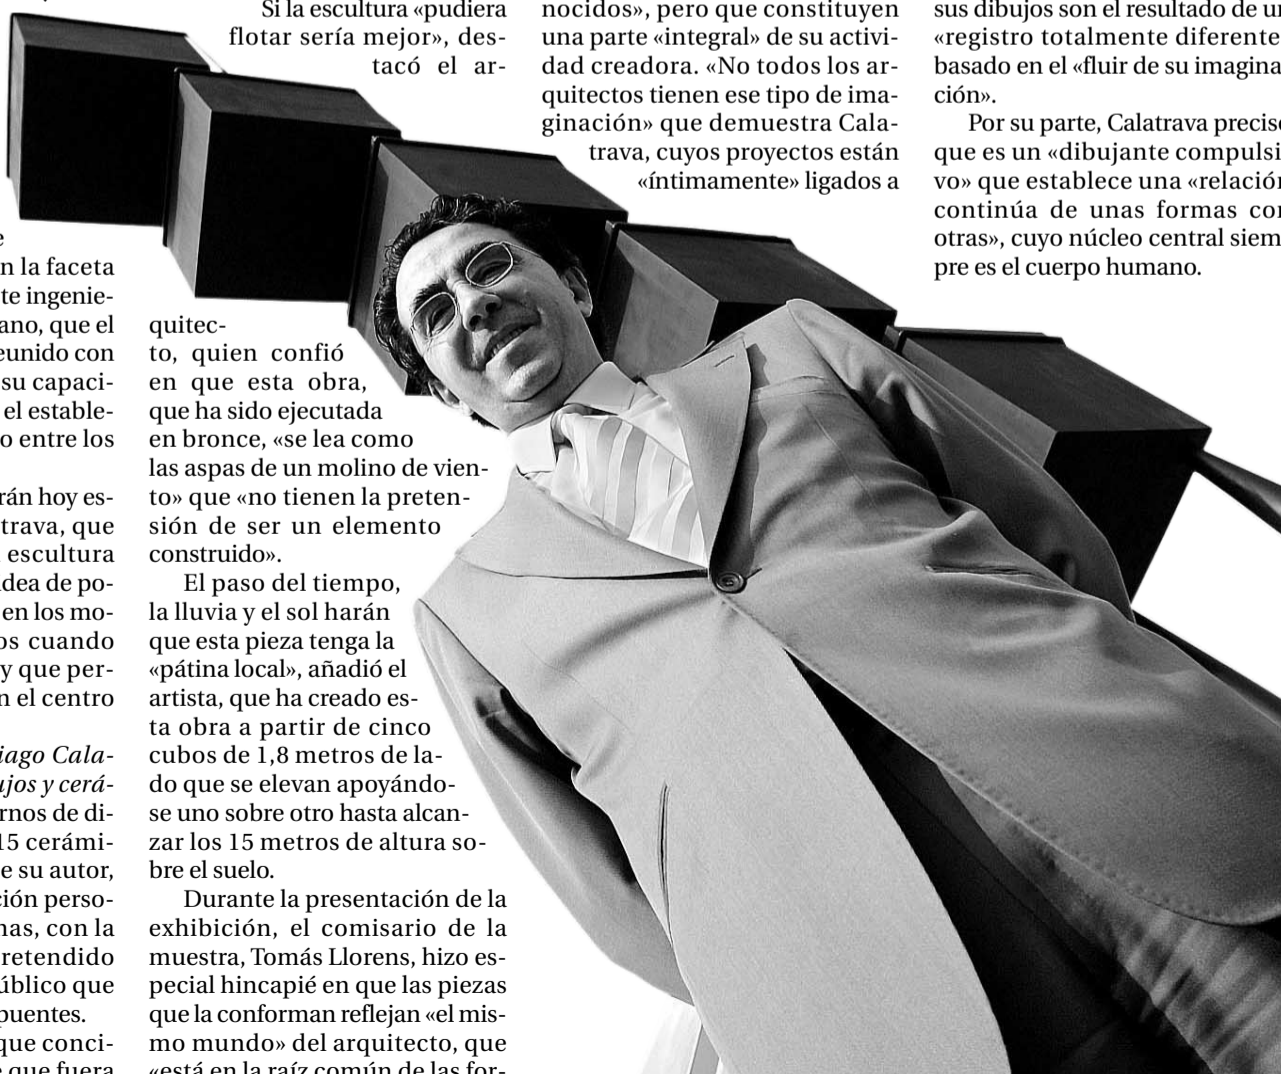 e
n la faceta
te ingenie-
ano, que el
eunido con
su capaci-
el estable-
o entre los
rán hoy es-
trava, que
escultura
dea de po-
en los mo-
os cuando
y que per-
n el centro
iago Cala-
ujos y cerá-
rnos de di-
15 cerámi-
e su autor,
ción perso-
nas, con la
retendido
úblico que
puentes.
que conci-
e que fuera
Si la escultura «pudiera
flotar sería mejor», des-
tacó el ar-
quitec-
to, quien confió
en que esta obra,
que ha sido ejecutada
en bronce, «se lea como
las aspas de un molino de vien-
to» que «no tienen la preten-
sión de ser un elemento
construido».
El paso del tiempo,
la lluvia y el sol harán
que esta pieza tenga la
«pátina local», añadió el
artista, que ha creado es-
ta obra a partir de cinco
cubos de 1,8 metros de la-
do que se elevan apoyándo-
se uno sobre otro hasta alcan-
zar los 15 metros de altura so-
bre el suelo.
Durante la presentación de la
exhibición, el comisario de la
muestra, Tomás Llorens, hizo es-
pecial hincapié en que las piezas
que la conforman reflejan «el mis-
mo mundo» del arquitecto, que
«está en la raíz común de las for-
nocidos», pero que constituyen
una parte «integral» de su activi-
dad creadora. «No todos los ar-
quitectos tienen ese tipo de ima-
ginación» que demuestra Cala-
trava, cuyos proyectos están
«íntimamente» ligados a
sus dibujos son el resultado de un
«registro totalmente diferente
basado en el «fluir de su imagina-
ción».
Por su parte, Calatrava precisó
que es un «dibujante compulsi-
vo» que establece una «relación
continúa de unas formas con
otras», cuyo núcleo central siem-
pre es el cuerpo humano.